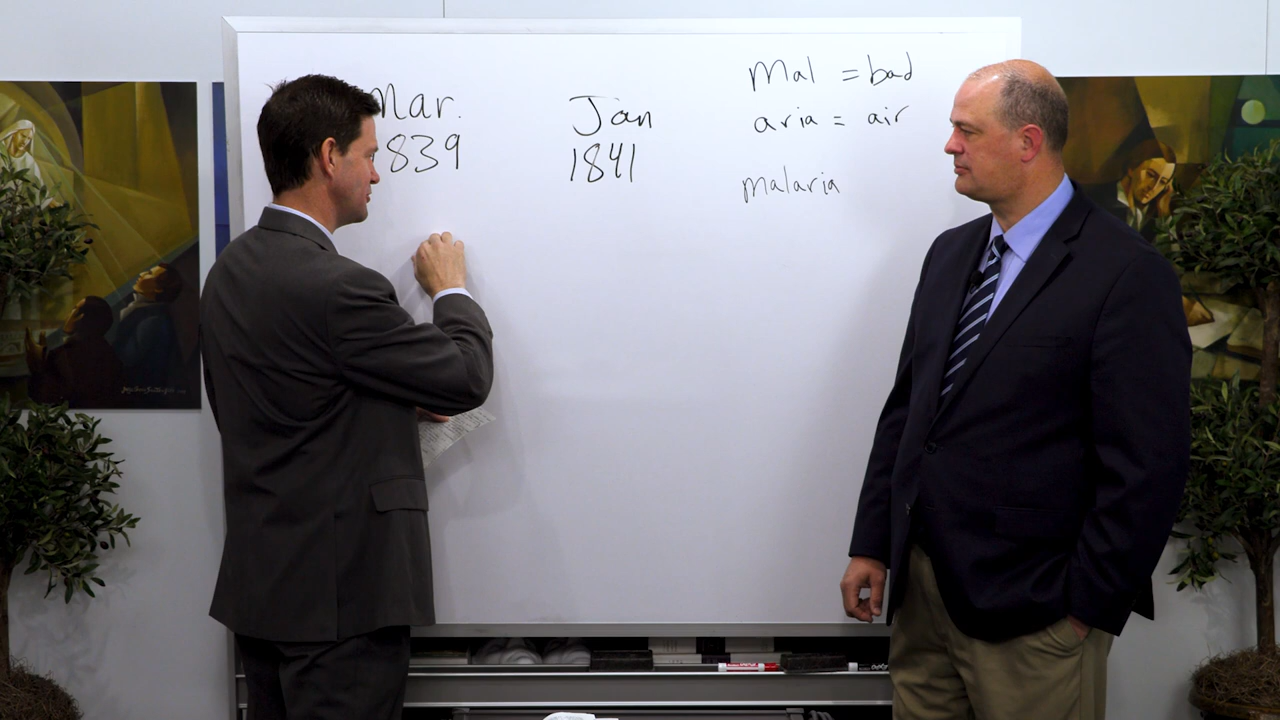 Mar.
839
Jan
1841
Mal = bad
aria = air
malaria